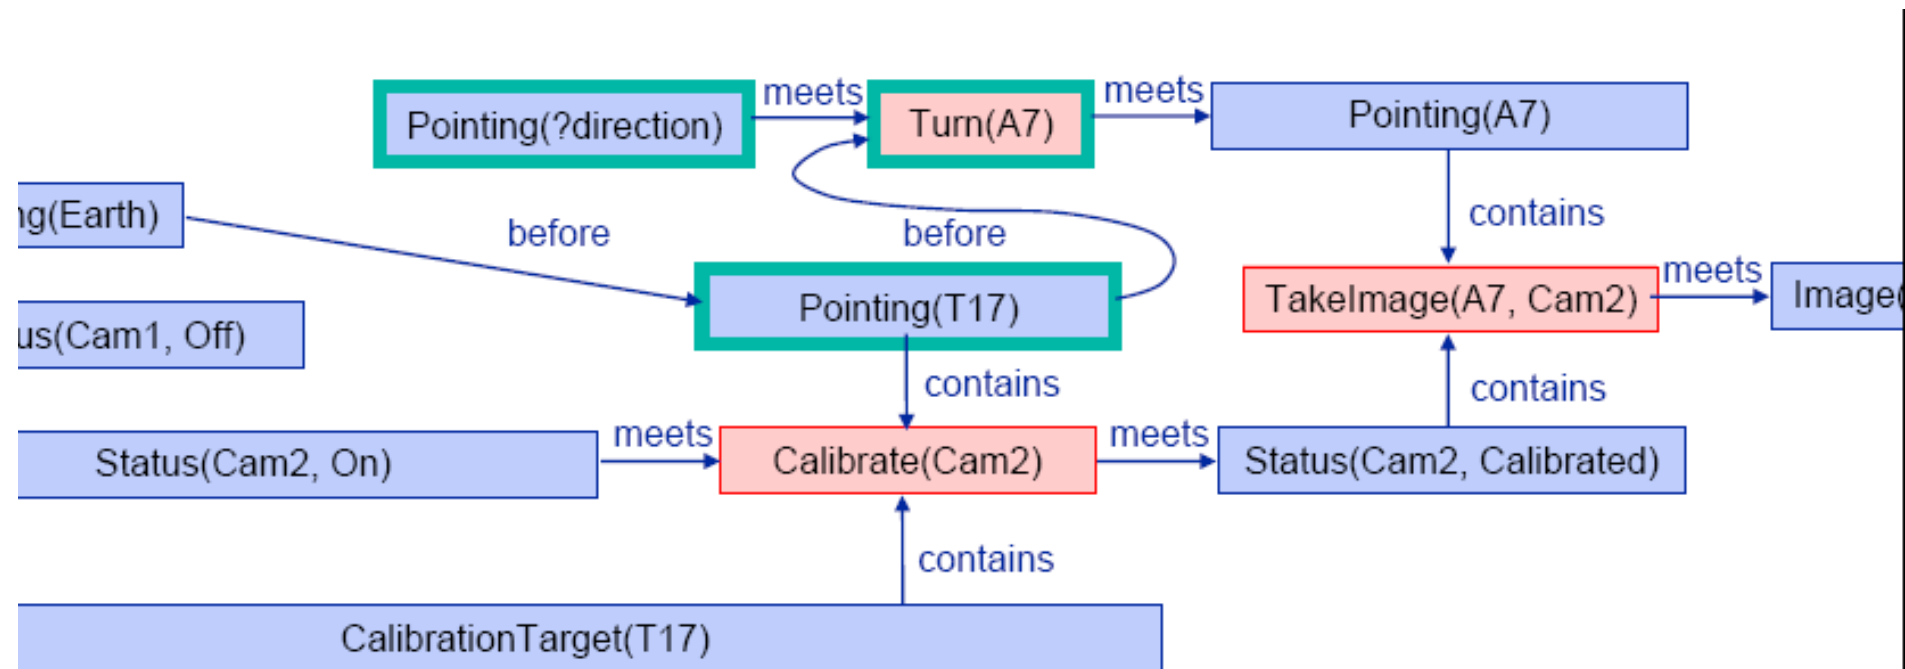 meets
meets
Pointing(?direction)
Turn(A7)
Pointing(A7)
ng(Earth)
before
before
contains
Pointing(T17)
meets
TakeImage(A7, Cam2)
Image(
us(Cam1, Off)
contains
contains
meets
meets
Status(Cam2, On)
Calibrate(Cam2)
Status(Cam2, Calibrated)
contains
CalibrationTarget(T17)